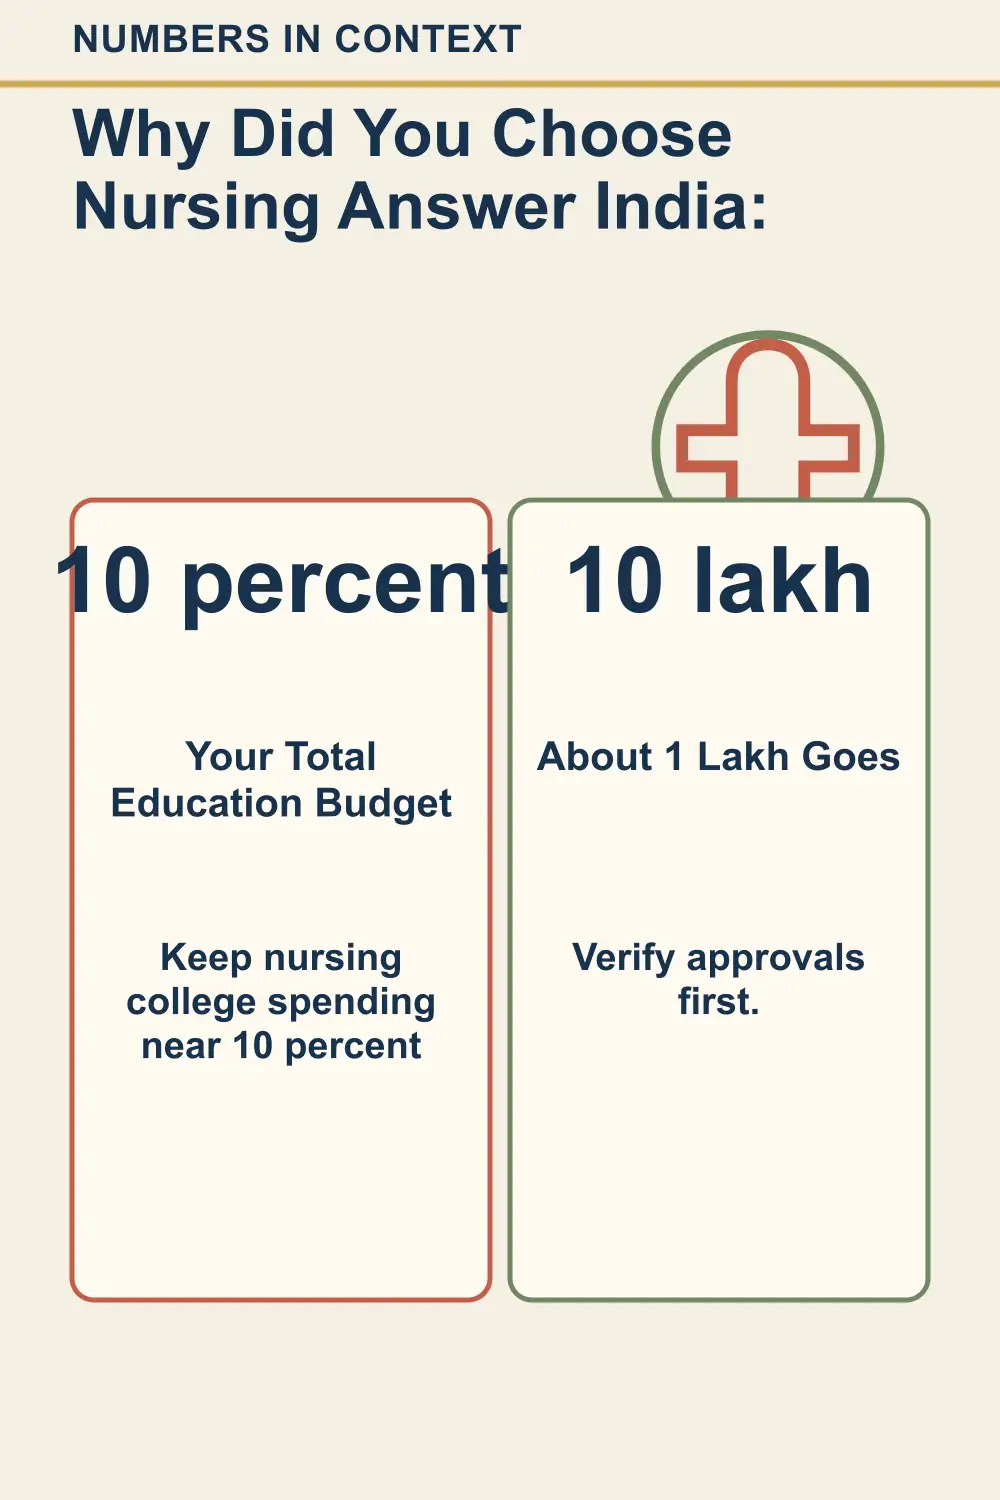 NUMBERS IN CONTEXT
Why Did You Choose
Nursing Answer India:
10 percent
Your Total
Education Budget
Keep nursing
college spending
near 10 percent
10 lakh
About 1 Lakh Goes
Verify approvals
first.